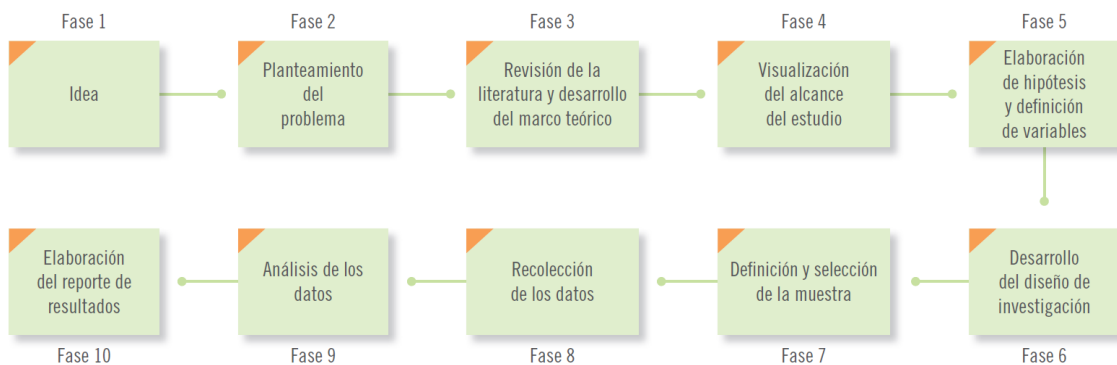 Fase 1
Idea
Fase 2
Planteamiento
del
problema
Fase 3
Revisión de la
literatura y desarrollo
del marco teórico
Fase 4
Visualización
del alcance
del estudio
Fase 5
Elaboración
de hipótesis
y definición
de variables
Desarrollo
del diseño de
investigación
Fase 6
Definición y selección
de la muestra
Fase 7
Recolección
de los datos
Fase 8
Análisis de los
datos
Fase 9
Elaboración
del reporte de
resultados
Fase 10